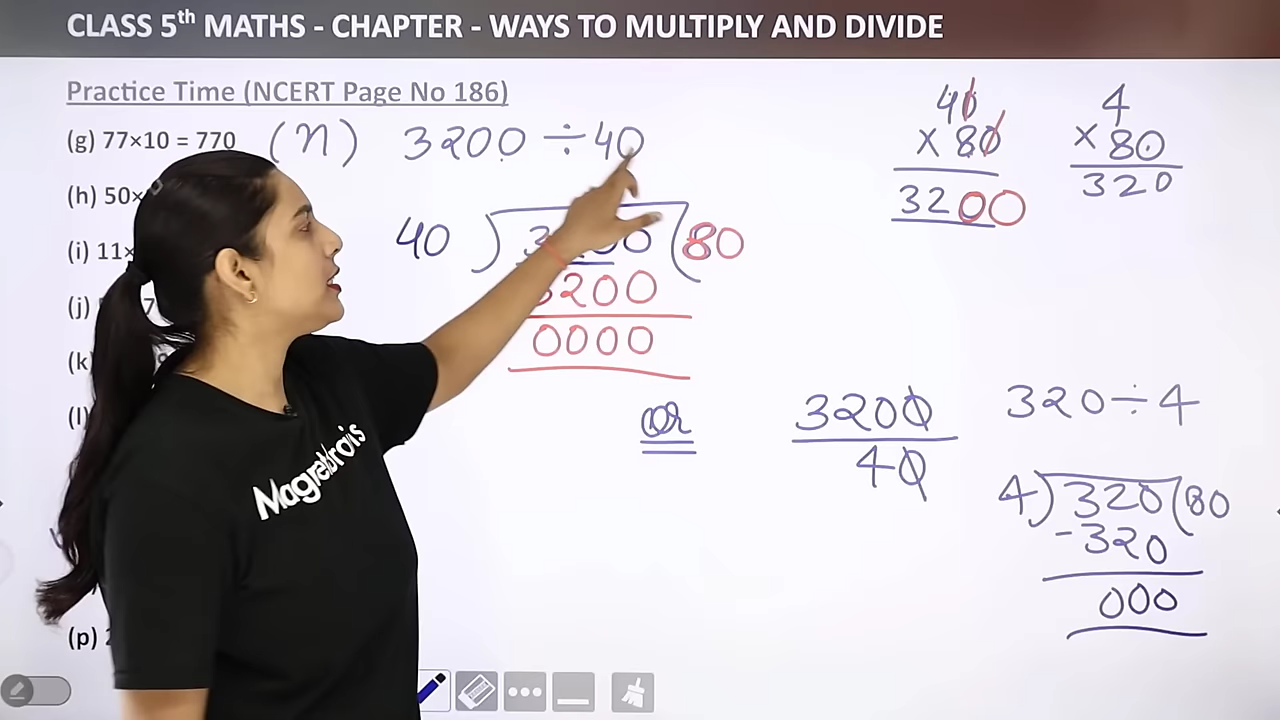 CLASS 5th MATHS - CHAPTER - WAYS TO MULTIPLY AND DIVIDE
Practice Time (NCERT Page No 186)
(g) 77×10 = 770
(n) 3200 ÷ 40
(h) 50×
(i) 11×
(j)
(k)
(l)
(p)
40 ) 3200 ( 80
3200
0000
or
40
× 80
3200
4
× 80
320
3200
40
320 ÷ 4
4 ) 320 ( 80
-320
000
Magnet Brains